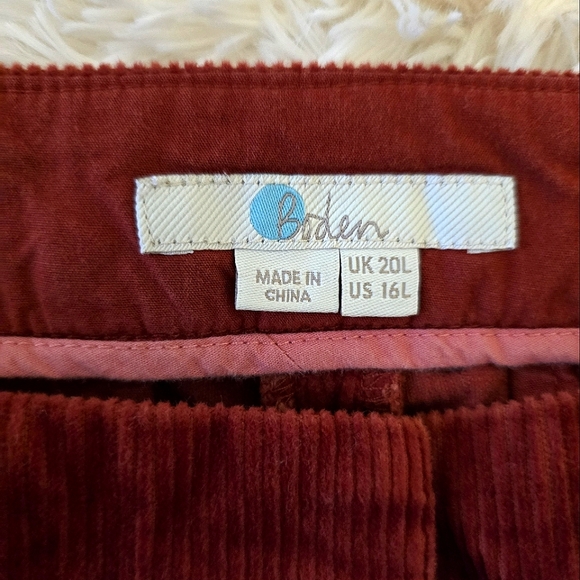 Boden
MADE IN
CHINA
UK 20L
US 16L